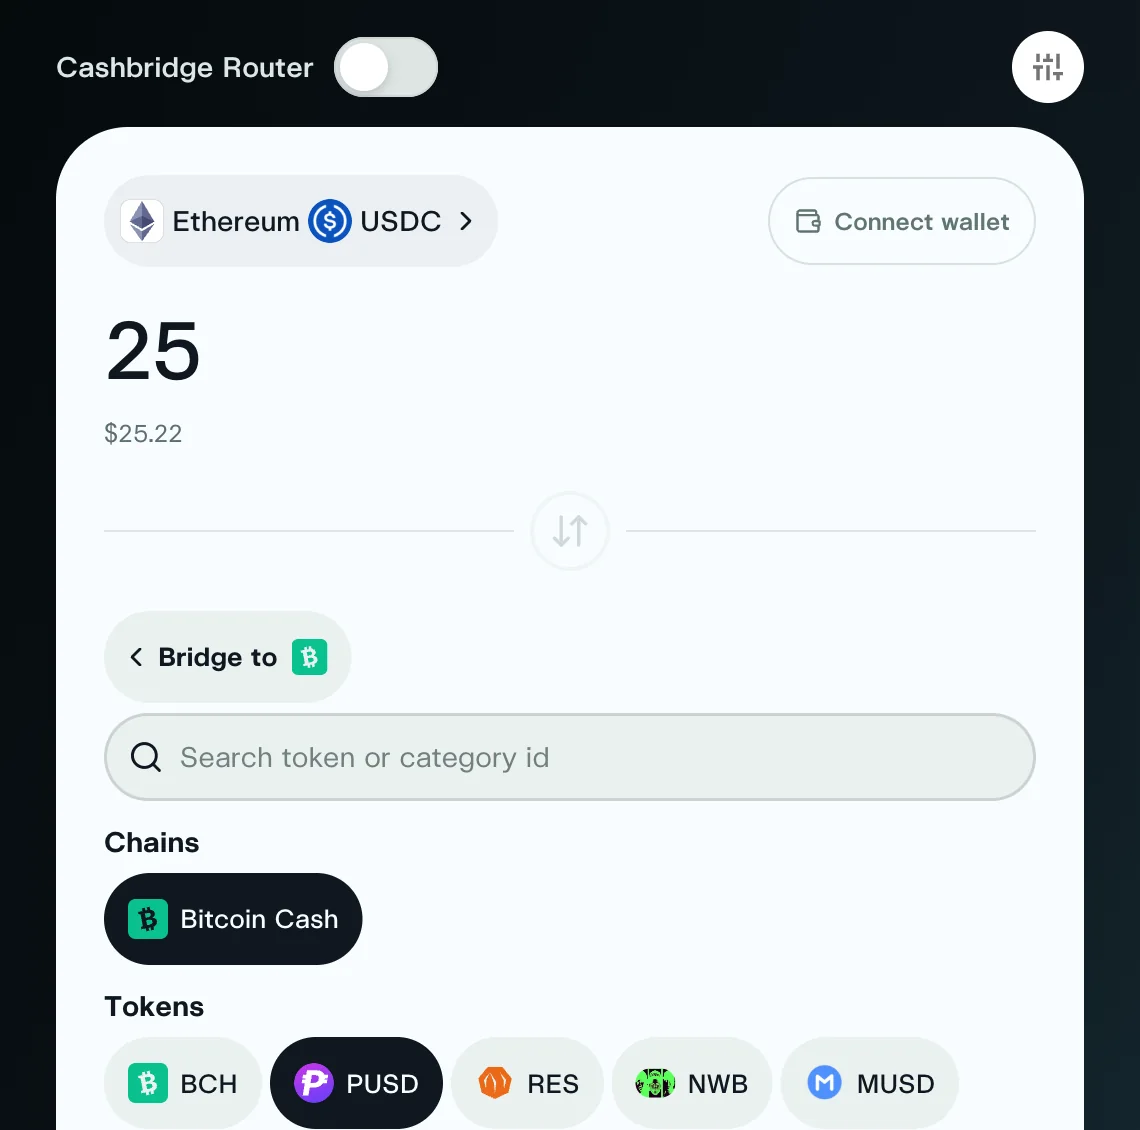 Cashbridge Router
Ethereum USDC
Connect wallet
25
$25.22
Bridge to
Search token or category id
Chains
Bitcoin Cash
Tokens
BCH PUSD RES NWB MUSD